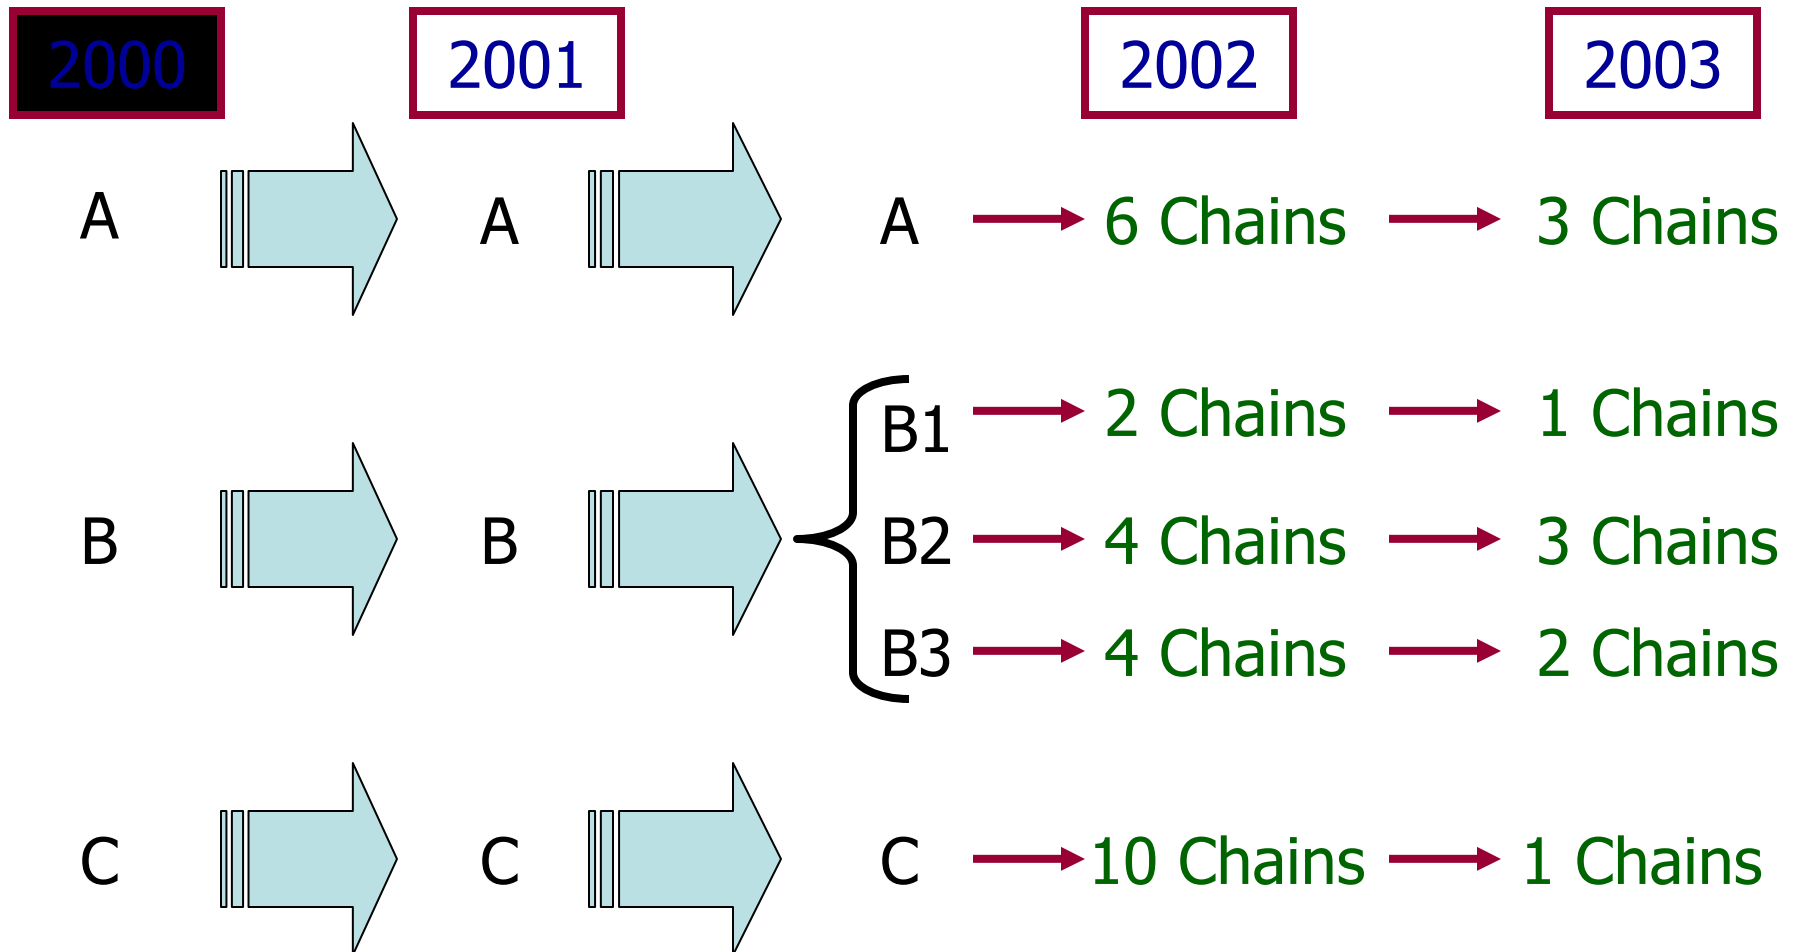 2000 2001 2002 2003
A A A 6 Chains 3 Chains
B1 2 Chains 1 Chains
B B B2 4 Chains 3 Chains
B3 4 Chains 2 Chains
C C C 10 Chains 1 Chains